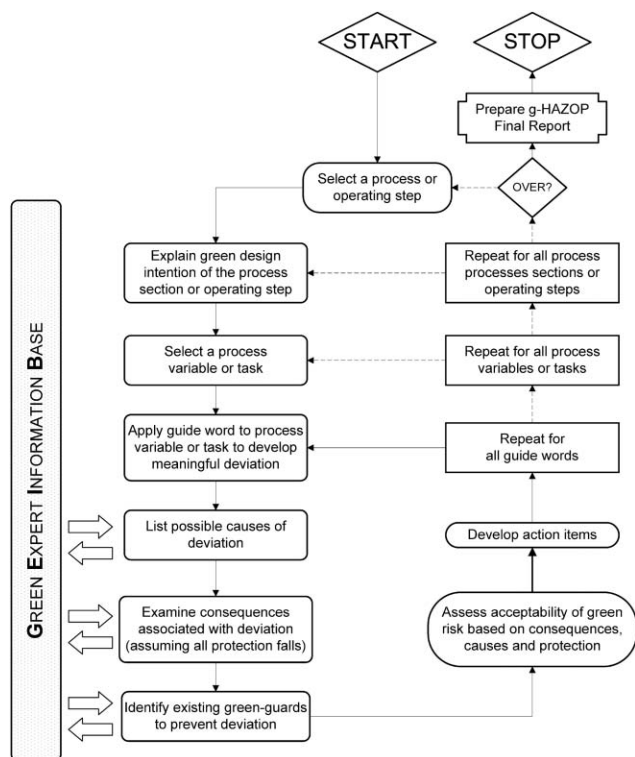 START
STOP
Prepare g-HAZOP
Final Report
Select a process or
operating step
OVER?
Explain green design
intention of the process
section or operating step
Repeat for all process
processes sections or
operating steps
Select a process
variable or task
Repeat for all process
variables or tasks
Apply guide word to process
variable or task to develop
meaningful deviation
Repeat for
all guide words
List possible causes of
deviation
Develop action items
Examine consequences
associated with deviation
(assuming all protection falls)
Assess acceptability of green
risk based on consequences,
causes and protection
Identify existing green-guards
to prevent deviation
GREEN EXPERT INFORMATION BASE